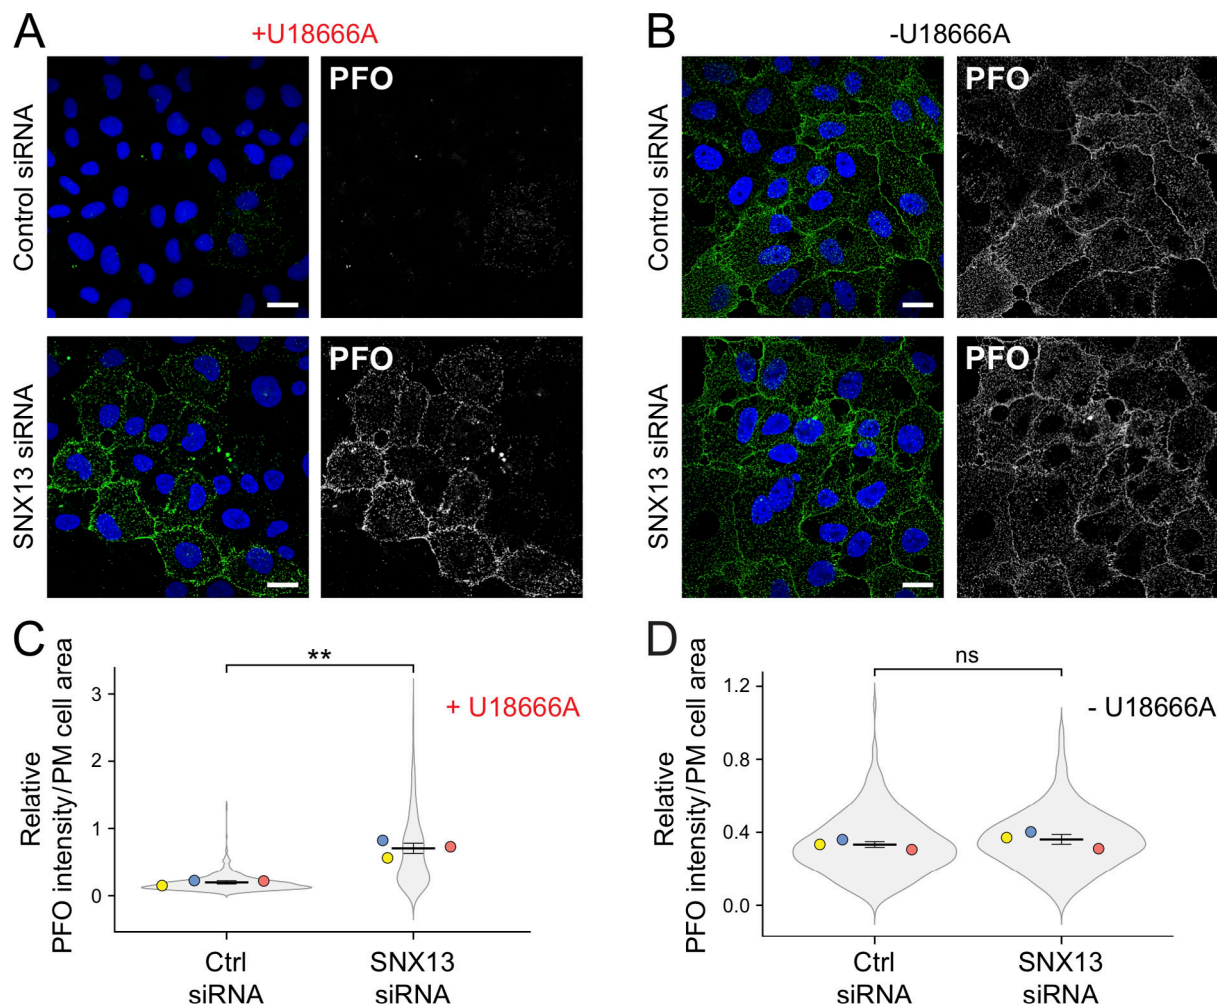 A
+U18666A
Control siRNA
PFO
SNX13 siRNA
PFO
B
-U18666A
Control siRNA
PFO
SNX13 siRNA
PFO
C
Relative
PFO intensity/PM cell area
3
2
1
0
**
+ U18666A
Ctrl
siRNA
SNX13
siRNA
D
Relative
PFO intensity/PM cell area
1.2
0.8
0.4
0.0
ns
- U18666A
Ctrl
siRNA
SNX13
siRNA